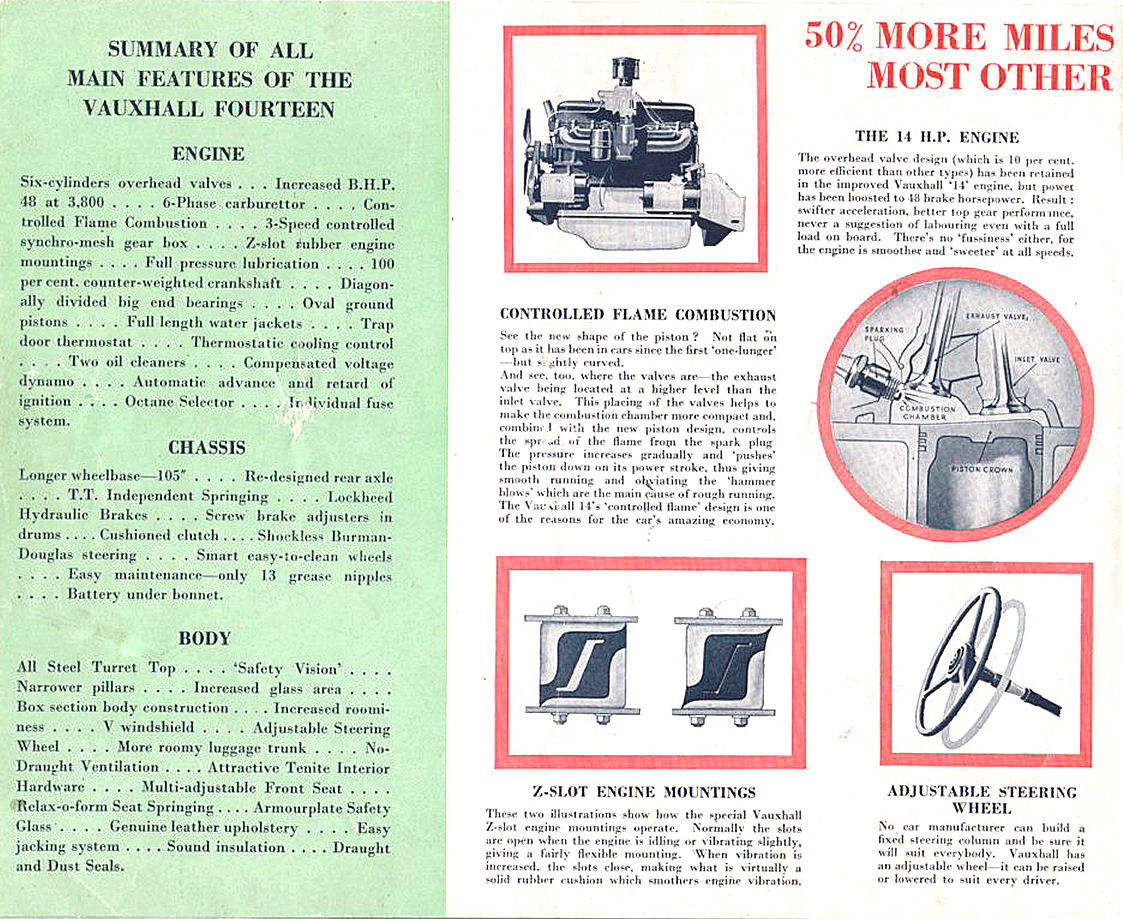 SUMMARY OF ALL
MAIN FEATURES OF THE
VAUXHALL FOURTEEN
ENGINE
Six-cylinders overhead valves . . . Increased B.H.P.
48 at 3,800 . . . . 6-Phase carburettor . . . . Con-
trolled Flame Combustion . . . . 3-Speed controlled
synchro-mesh gear box . . . . Z-slot rubber engine
mountings . . . . Full pressure lubrication . . . . 100
per cent. counter-weighted crankshaft . . . . Diagon-
ally divided big end bearings . . . . Oval ground
pistons . . . . Full length water jackets . . . . Trap
door thermostat . . . . Thermostatic cooling control
. . . . Two oil cleaners . . . . Compensated voltage
dynamo . . . . Automatic advance and retard of
ignition . . . . Octane Selector . . . . Individual fuse
system.
CHASSIS
Longer wheelbase—105" . . . . Re-designed rear axle
. . . . T.T. Independent Springing . . . . Lockheed
Hydraulic Brakes . . . . Screw brake adjusters in
drums . . . . Cushioned clutch . . . . Shockless Burman-
Douglas steering . . . . Smart easy-to-clean wheels
. . . . Easy maintenance—only 13 grease nipples
. . . . Battery under bonnet.
BODY
All Steel Turret Top . . . . 'Safety Vision' . . . .
Narrower pillars . . . . Increased glass area . . . .
Box section body construction . . . . Increased roomi-
ness . . . . V windshield . . . . Adjustable Steering
Wheel . . . . More roomy luggage trunk . . . . No-
Draught Ventilation . . . . Attractive Tenite Interior
Hardware . . . . Multi-adjustable Front Seat . . . .
Relax-o-form Seat Springing . . . . Armourplate Safety
Glass . . . . Genuine leather upholstery . . . . Easy
jacking system . . . . Sound insulation . . . . Draught
and Dust Seals.
50% MORE MILES
MOST OTHER
THE 14 H.P. ENGINE
The overhead valve design (which is 10 per cent.
more efficient than other types) has been retained
in the improved Vauxhall '14' engine, but power
has been boosted to 48 brake horsepower. Result :
swifter acceleration, better top gear performance,
never a suggestion of labouring even with a full
load on board. There's no 'fussiness' either, for
the engine is smoother and 'sweeter' at all speeds.
CONTROLLED FLAME COMBUSTION
See the new shape of the piston ? Not flat on
top as it has been in cars since the first 'one-lunger'
—but slightly curved.
And see, too, where the valves are—the exhaust
valve being located at a higher level than the
inlet valve. This placing of the valves helps to
make the combustion chamber more compact and,
combined with the new piston design, controls
the spread of the flame from the spark plug
The pressure increases gradually and 'pushes'
the piston down on its power stroke, thus giving
smooth running and obviating the 'hammer
blows' which are the main cause of rough running.
The Vauxhall 14's 'controlled flame' design is one
of the reasons for the car's amazing economy.
EXHAUST VALVE
SPARKING
PLUG
INLET VALVE
COMBUSTION
CHAMBER
PISTON CROWN
Z-SLOT ENGINE MOUNTINGS
These two illustrations show how the special Vauxhall
Z-slot engine mountings operate. Normally the slots
are open when the engine is idling or vibrating slightly,
giving a fairly flexible mounting. When vibration is
increased, the slots close, making what is virtually a
solid rubber cushion which smothers engine vibration.
ADJUSTABLE STEERING
WHEEL
No car manufacturer can build a
fixed steering column and be sure it
will suit everybody. Vauxhall has
an adjustable wheel—it can be raised
or lowered to suit every driver.